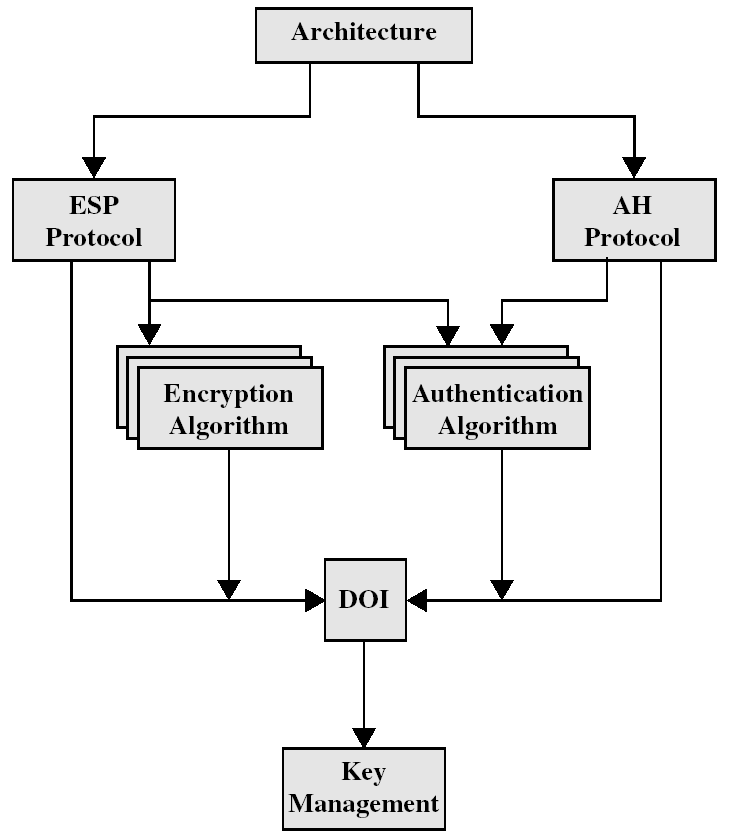 Architecture
ESP
Protocol
AH
Protocol
Encryption
Algorithm
Authentication
Algorithm
DOI
Key
Management